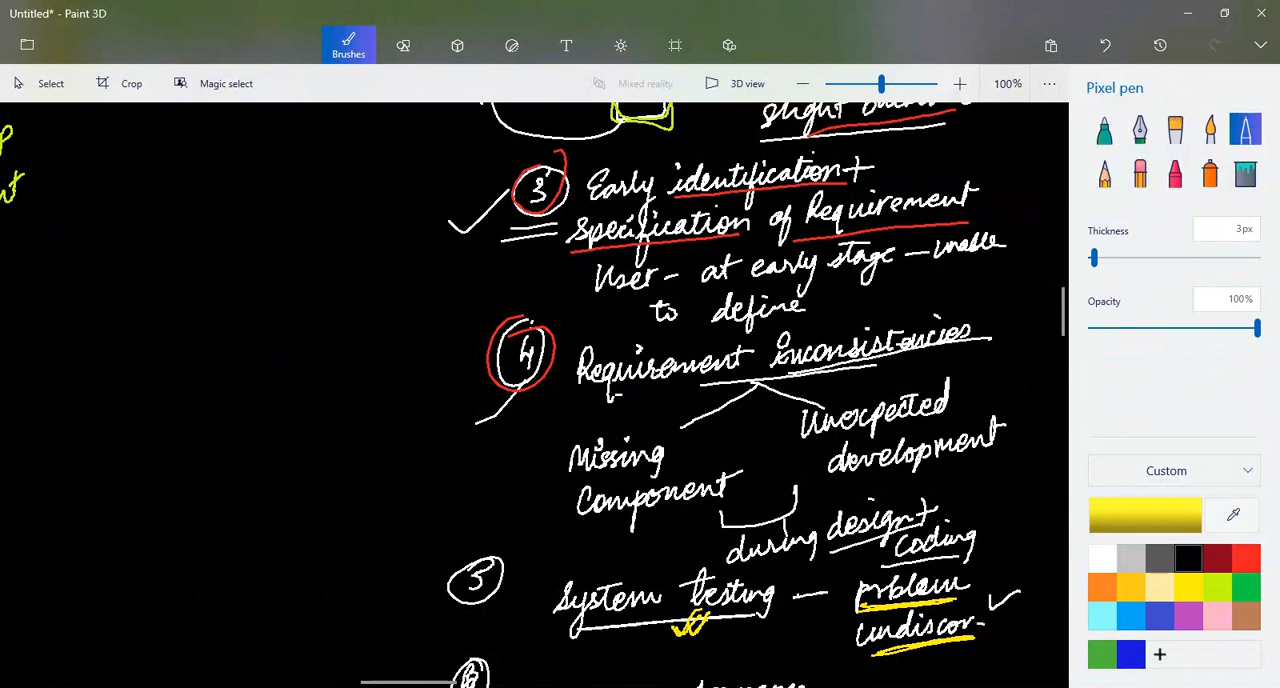 Untitled* - Paint 3D
Brushes
Select
Crop
Magic select
Mixed reality
3D view
100%
Pixel pen
Thickness
3px
Opacity
100%
Custom
slight
3 Early identification +
Specification of Requirement
User - at early stage - unable
to define
4 Requirement Inconsistencies
Missing
Component
Unexpected
development
during design +
Coding
5 System testing - problem
undiscor-